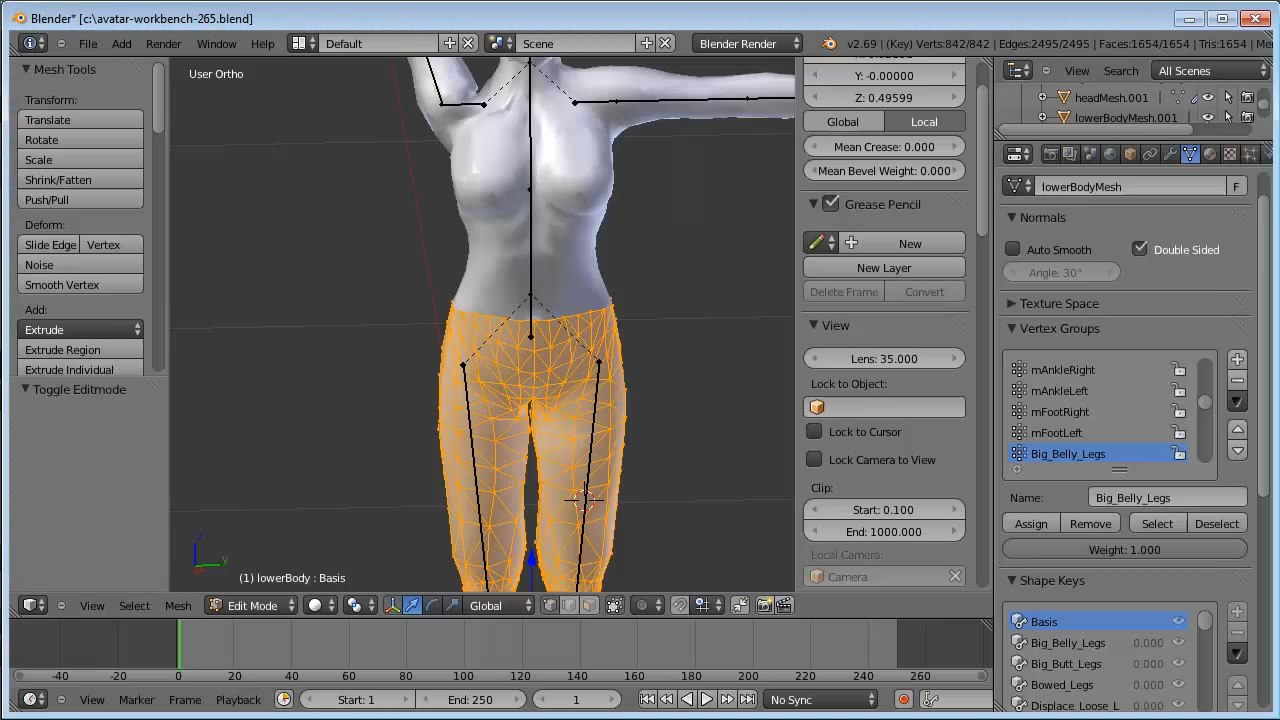 Blender* [c:\avatar-workbench-265.blend]
File Add Render Window Help Default Scene Blender Render v2.69 | (Key) Verts:842/842 | Edges:2495/2495 | Faces:1654/1654 | Tris:1654 | Me
Mesh Tools
Transform:
Translate
Rotate
Scale
Shrink/Fatten
Push/Pull
Deform:
Slide Edge Vertex
Noise
Smooth Vertex
Add:
Extrude
Extrude Region
Extrude Individual
Toggle Editmode
User Ortho
z
y
(1) lowerBody : Basis
Y: -0.00000
Z: 0.49599
Global Local
Mean Crease: 0.000
Mean Bevel Weight: 0.000
Grease Pencil
New
New Layer
Delete Frame Convert
View
Lens: 35.000
Lock to Object:
Lock to Cursor
Lock Camera to View
Clip:
Start: 0.100
End: 1000.000
Local Camera:
Camera
View Search All Scenes
headMesh.001
lowerBodyMesh.001
lowerBodyMesh F
Normals
Auto Smooth Double Sided
Angle: 30°
Texture Space
Vertex Groups
mAnkleRight
mAnkleLeft
mFootRight
mFootLeft
Big_Belly_Legs
Name: Big_Belly_Legs
Assign Remove Select Deselect
Weight: 1.000
Shape Keys
Basis
Big_Belly_Legs 0.000
Big_Butt_Legs 0.000
Bowed_Legs 0.000
Displace_Loose_L 0.000
View Select Mesh Edit Mode Global
-40 -20 0 20 40 60 80 100 120 140 160 180 200 220 240 260
View Marker Frame Playback Start: 1 End: 250 1 No Sync